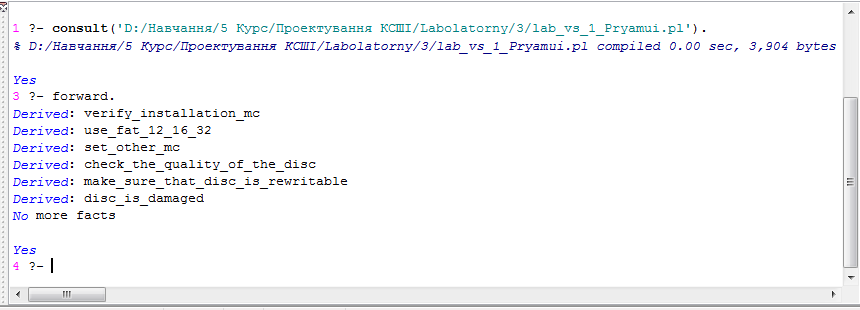 1 ?- consult('D:/Навчання/5 Курс/Проектування КСШІ/Labolatorny/3/lab_vs_1_Pryamui.pl').
% D:/Навчання/5 Курс/Проектування КСШІ/Labolatorny/3/lab_vs_1_Pryamui.pl compiled 0.00 sec, 3,904 bytes
Yes
3 ?- forward.
Derived: verify_installation_mc
Derived: use_fat_12_16_32
Derived: set_other_mc
Derived: check_the_quality_of_the_disc
Derived: make_sure_that_disc_is_rewritable
Derived: disc_is_damaged
No more facts
Yes
4 ?-